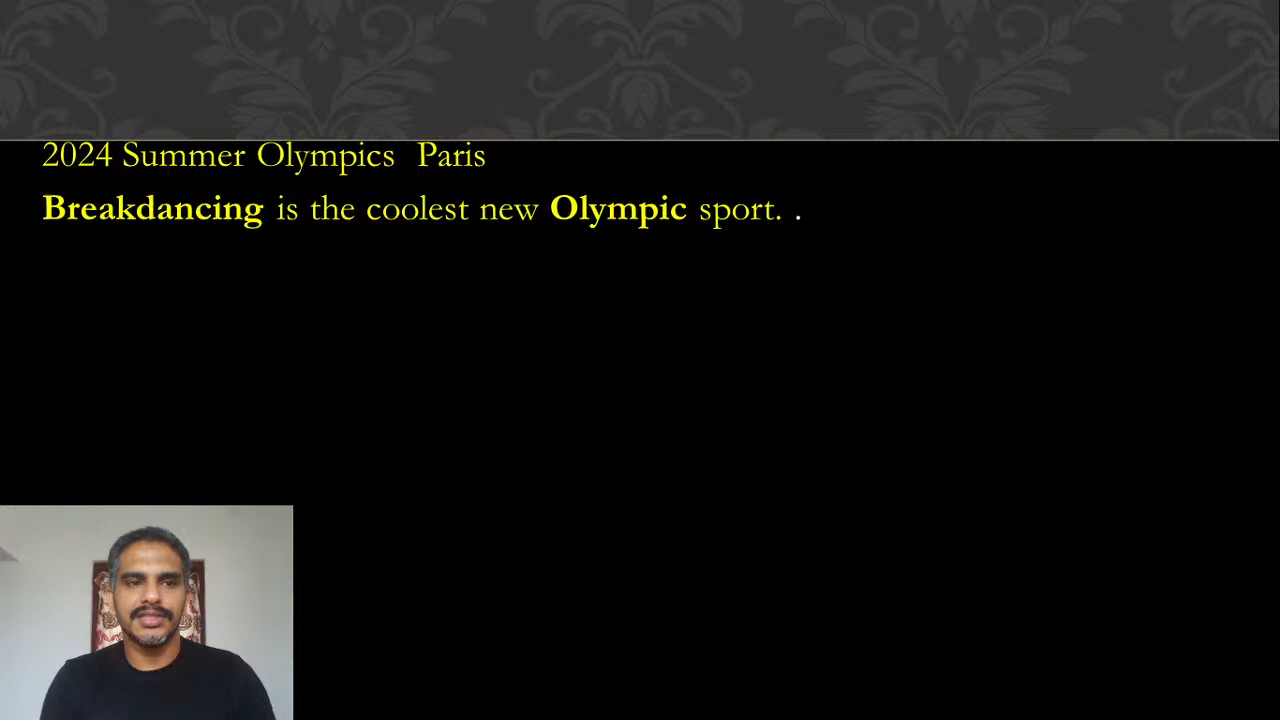 2024 Summer Olympics  Paris
Breakdancing is the coolest new Olympic sport. .